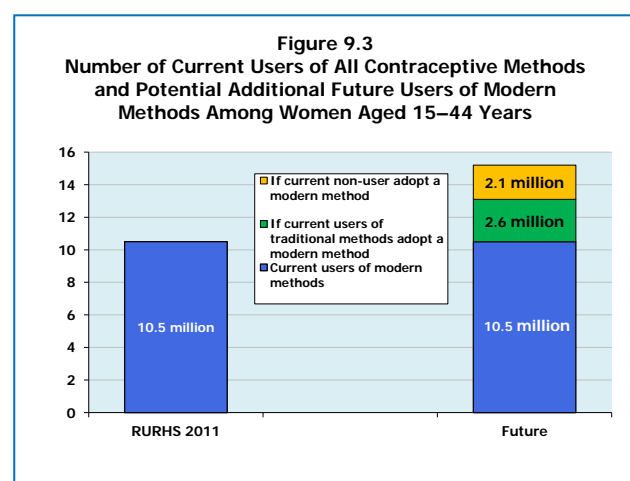 Figure 9.3
Number of Current Users of All Contraceptive Methods
and Potential Additional Future Users of Modern
Methods Among Women Aged 15–44 Years
16
14
12
10
8
6
4
2
0
If current non-user adopt a
modern method
If current users of
traditional methods adopt a
modern method
Current users of modern
methods
10.5 million
2.1 million
2.6 million
10.5 million
RURHS 2011
Future